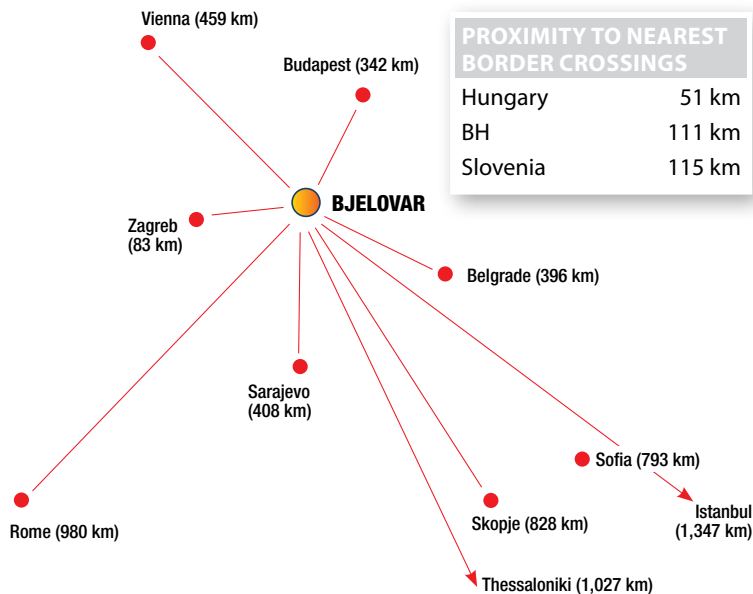 Vienna (459 km)
Budapest (342 km)
PROXIMITY TO NEAREST
BORDER CROSSINGS
Hungary 51 km
BH 111 km
Slovenia 115 km
BJELOVAR
Zagreb
(83 km)
Belgrade (396 km)
Sarajevo
(408 km)
Sofia (793 km)
Istanbul
(1,347 km)
Skopje (828 km)
Rome (980 km)
Thessaloniki (1,027 km)